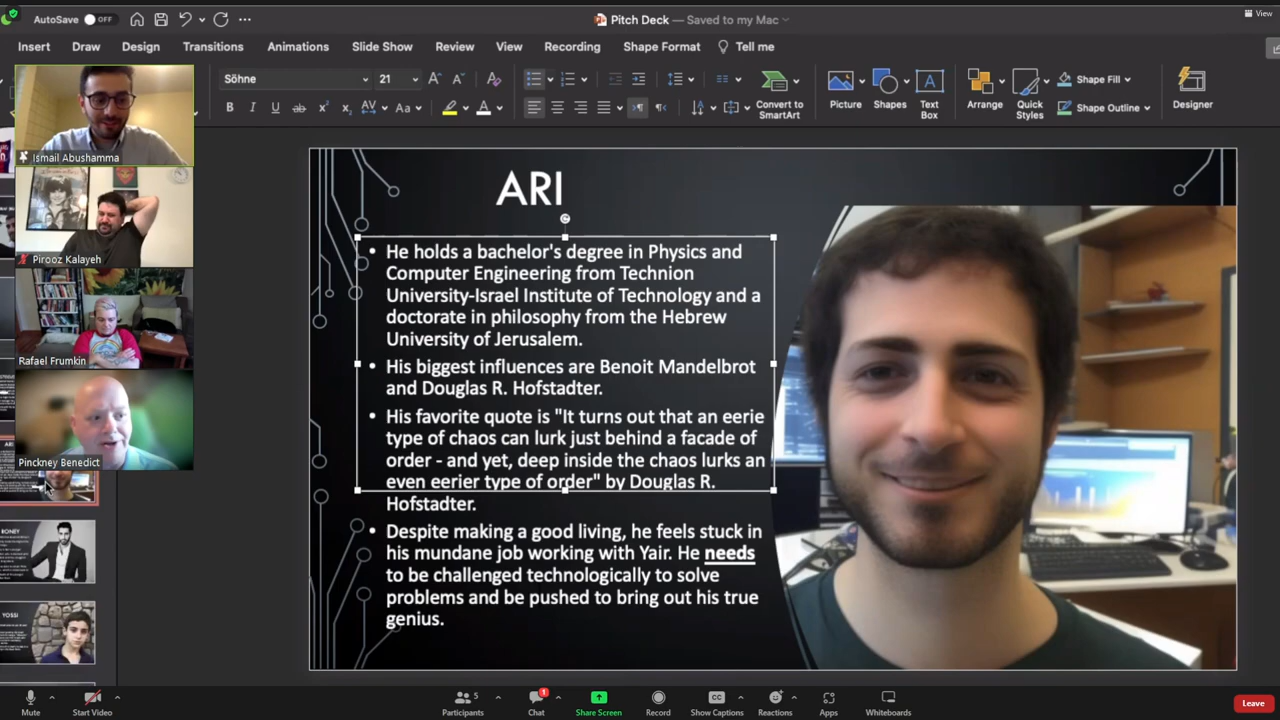 AutoSave
OFF
Pitch Deck — Saved to my Mac
View
Insert
Draw
Design
Transitions
Animations
Slide Show
Review
View
Recording
Shape Format
Tell me
Söhne
21
Convert to
SmartArt
Picture
Shapes
Text
Box
Arrange
Quick
Styles
Shape Fill
Shape Outline
Designer
Ismail Abushamma
Pirooz Kalayeh
Rafael Frumkin
Pinckney Benedict
ARI
• He holds a bachelor's degree in Physics and
Computer Engineering from Technion
University-Israel Institute of Technology and a
doctorate in philosophy from the Hebrew
University of Jerusalem.
• His biggest influences are Benoit Mandelbrot
and Douglas R. Hofstadter.
• His favorite quote is "It turns out that an eerie
type of chaos can lurk just behind a facade of
order - and yet, deep inside the chaos lurks an
even eerier type of order" by Douglas R.
Hofstadter.
• Despite making a good living, he feels stuck in
his mundane job working with Yair. He needs
to be challenged technologically to solve
problems and be pushed to bring out his true
genius.
RONEY
YOSSI
Mute
Start Video
5
Participants
1
Chat
Share Screen
Record
CC
Show Captions
Reactions
Apps
Whiteboards
Leave